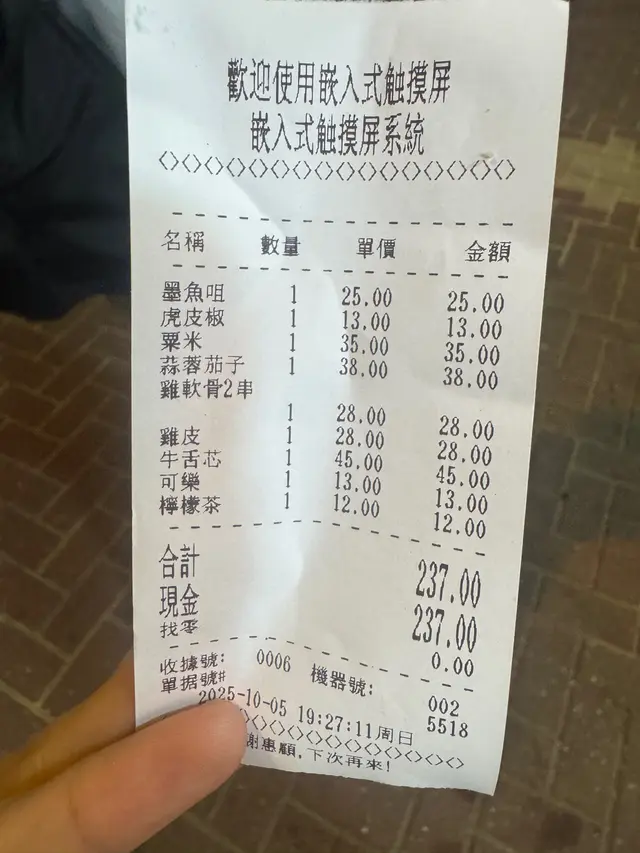 歡迎使用嵌入式触摸屏
嵌入式触摸屏系統
名稱 數量 單價 金額
墨魚咀 1 25.00 25.00
虎皮椒 1 13.00 13.00
粟米 1 35.00 35.00
蒜蓉茄子 1 38.00 38.00
雞軟骨2串
1 28.00 28.00
雞皮 1 28.00 28.00
牛舌芯 1 45.00 45.00
可樂 1 13.00 13.00
檸檬茶 1 12.00 12.00
合計 237.00
現金 237.00
找零 0.00
收據號: 0006 機器號: 002
單据號# 5518
2025-10-05 19:27:11周日
謝惠顧,下次再來!